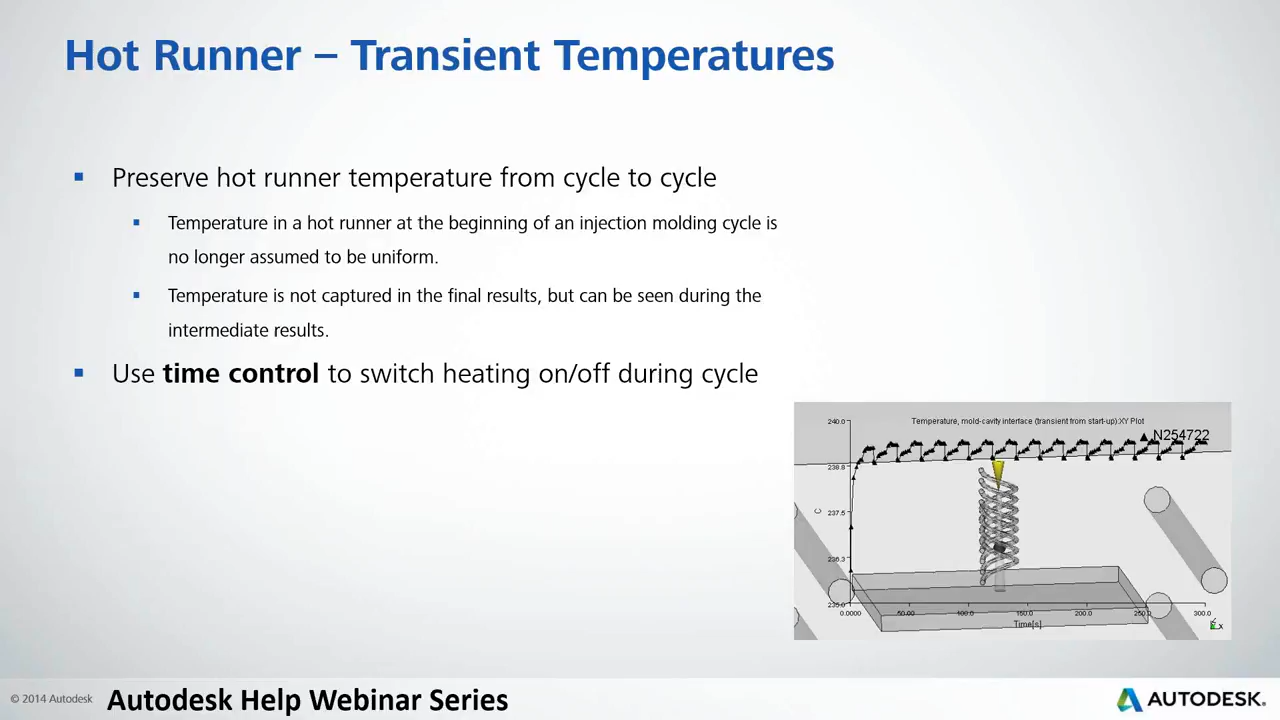 Hot Runner – Transient Temperatures
▪ Preserve hot runner temperature from cycle to cycle
▪ Temperature in a hot runner at the beginning of an injection molding cycle is
no longer assumed to be uniform.
▪ Temperature is not captured in the final results, but can be seen during the
intermediate results.
▪ Use time control to switch heating on/off during cycle
Temperature, mold-cavity interface (transient from start-up):XY Plot
N254722
240.0
238.8
237.5
236.3
235.0
C
0.0000 50.00 100.0 150.0 200.0 250.0 300.0
Time[s]
x
© 2014 Autodesk
Autodesk Help Webinar Series
AUTODESK.